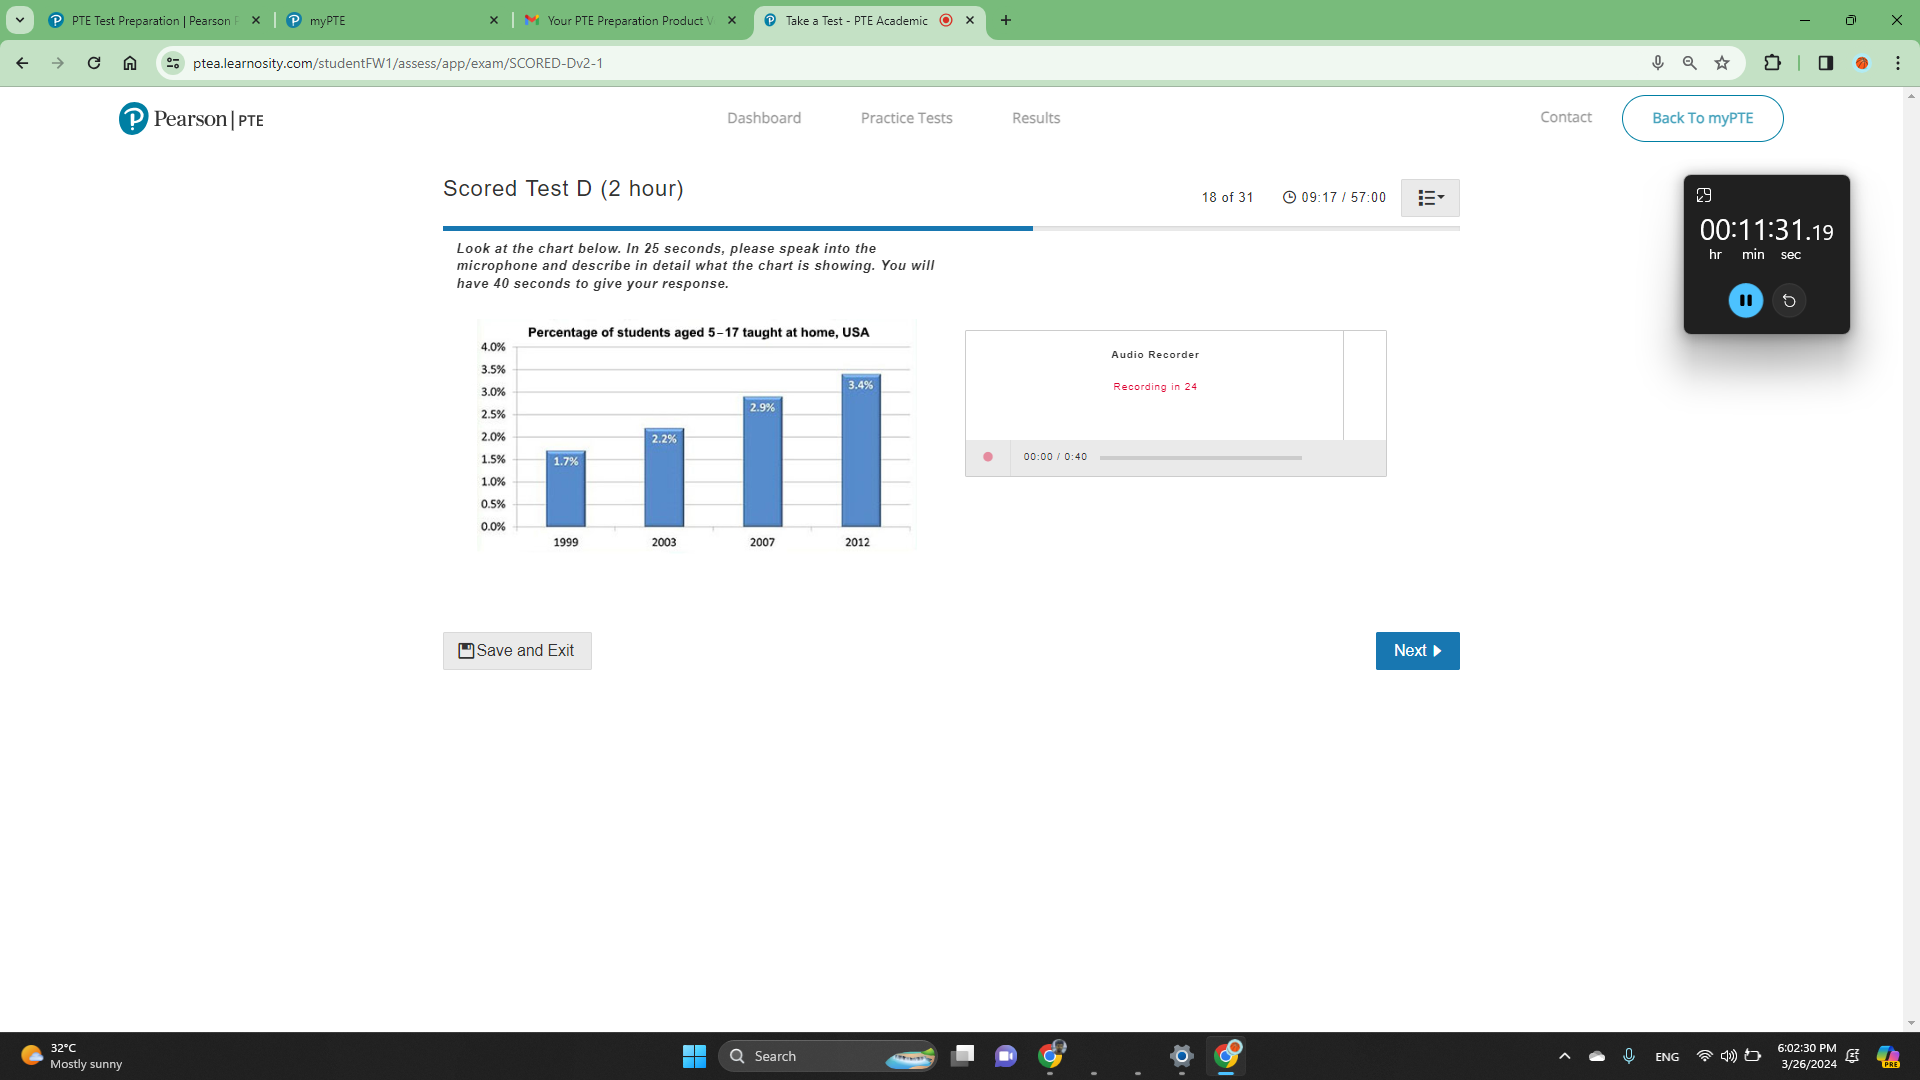 PTE Test Preparation | Pearson P
myPTE
Your PTE Preparation Product V
Take a Test - PTE Academic
ptea.learnosity.com/studentFW1/assess/app/exam/SCORED-Dv2-1
Pearson | PTE
Dashboard
Practice Tests
Results
Contact
Back To myPTE
Scored Test D (2 hour)
18 of 31
09:17 / 57:00
00:11:31.19
hr min sec
Look at the chart below. In 25 seconds, please speak into the
microphone and describe in detail what the chart is showing. You will
have 40 seconds to give your response.
Percentage of students aged 5–17 taught at home, USA
4.0%
3.5%
3.0%
2.5%
2.0%
1.5%
1.0%
0.5%
0.0%
1.7%
2.2%
2.9%
3.4%
1999
2003
2007
2012
Audio Recorder
Recording in 24
00:00 / 0:40
Save and Exit
Next
32°C
Mostly sunny
Search
ENG
6:02:30 PM
3/26/2024
PRE